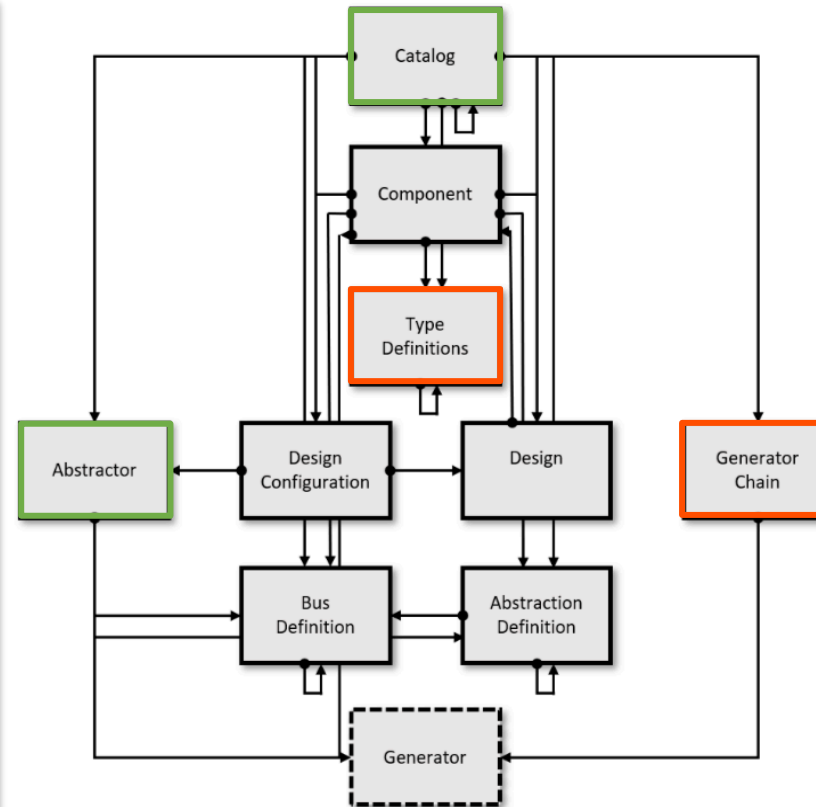 Catalog
Component
Type
Definitions
Abstractor
Design
Configuration
Design
Generator
Chain
Bus
Definition
Abstraction
Definition
Generator